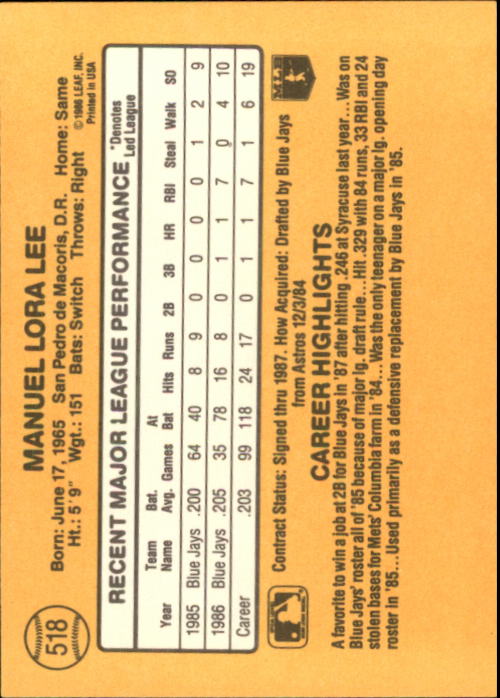 518
MANUEL LORA LEE
Born: June 17, 1965 San Pedro de Macoris, D.R. Home: Same
Ht.: 5' 9" Wgt.: 151 Bats: Switch Throws: Right
© 1986 LEAF, INC.
Printed in USA
RECENT MAJOR LEAGUE PERFORMANCE *Denotes Led League
Year Team Name Bat. Avg. Games At Bat Hits Runs 2B 3B HR RBI Steal Walk SO
1985 Blue Jays .200 64 40 8 9 0 0 0 0 1 2 9
1986 Blue Jays .205 35 78 16 8 0 1 1 7 0 4 10
Career .203 99 118 24 17 0 1 1 7 1 6 19
Contract Status: Signed thru 1987. How Acquired: Drafted by Blue Jays
from Astros 12/3/84
MLB
CAREER HIGHLIGHTS
A favorite to win a job at 2B for Blue Jays in '87 after hitting .246 at Syracuse last year... Was on
Blue Jays' roster all of '85 because of major lg. draft rule... Hit .329 with 84 runs, 33 RBI and 24
stolen bases for Mets' Columbia farm in '84... Was the only teenager on a major lg. opening day
roster in '85... Used primarily as a defensive replacement by Blue Jays in '85.